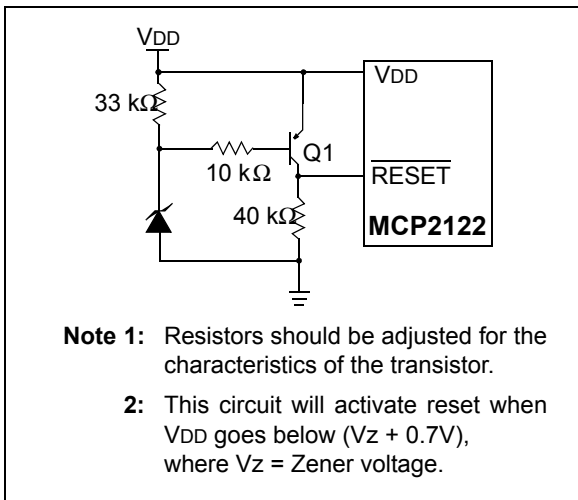 VDD
VDD
33 kΩ
Q1
10 kΩ
RESET
40 kΩ
MCP2122
Note 1: Resistors should be adjusted for the
characteristics of the transistor.
2: This circuit will activate reset when
VDD goes below (Vz + 0.7V),
where Vz = Zener voltage.